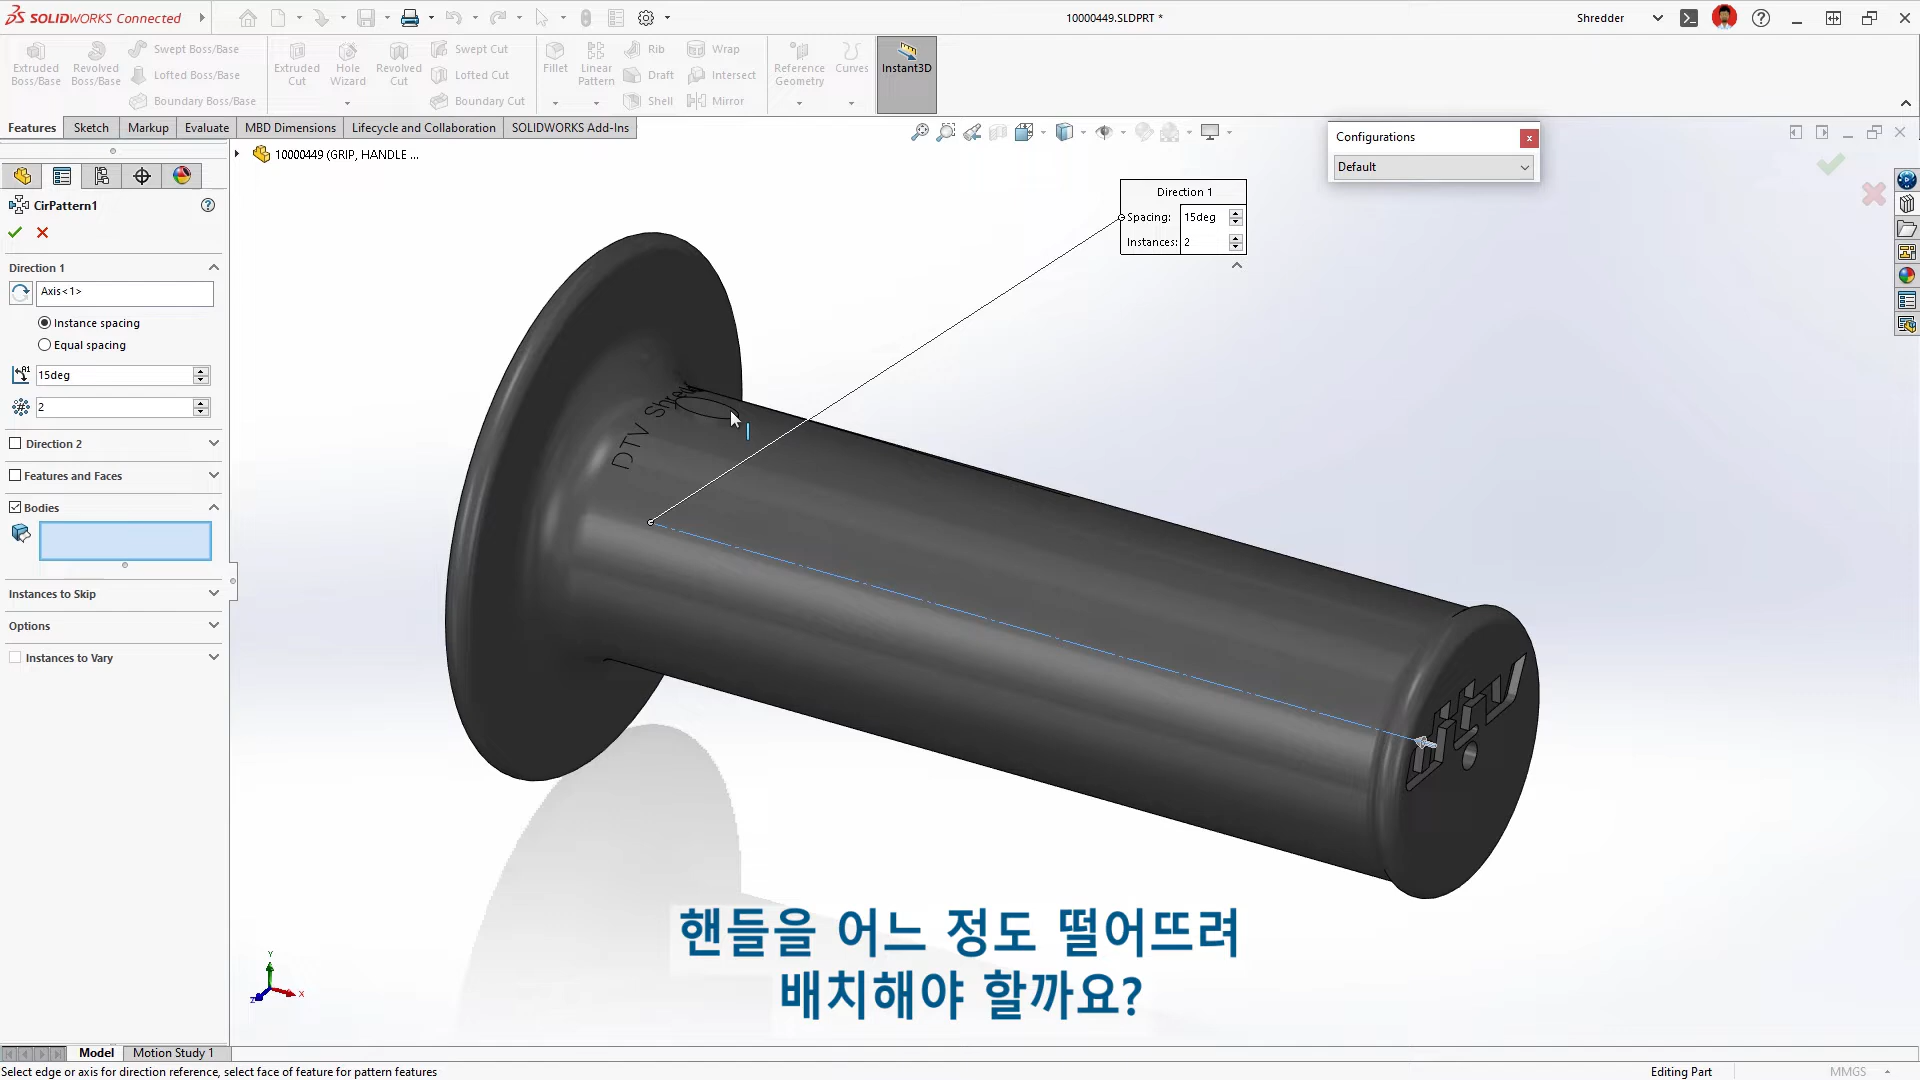 SOLIDWORKS Connected
10000449.SLDPRT *
Shredder
Extruded Boss/Base
Revolved Boss/Base
Swept Boss/Base
Lofted Boss/Base
Boundary Boss/Base
Extruded Cut
Hole Wizard
Revolved Cut
Swept Cut
Lofted Cut
Boundary Cut
Fillet
Linear Pattern
Rib
Draft
Shell
Wrap
Intersect
Mirror
Reference Geometry
Curves
Instant3D
Features
Sketch
Markup
Evaluate
MBD Dimensions
Lifecycle and Collaboration
SOLIDWORKS Add-Ins
10000449 (GRIP, HANDLE ...
Configurations
Default
CirPattern1
Direction 1
Axis<1>
Instance spacing
Equal spacing
15deg
2
Direction 2
Features and Faces
Bodies
Instances to Skip
Options
Instances to Vary
Direction 1
Spacing: 15deg
Instances: 2
DTV Shred
핸들을 어느 정도 떨어뜨려
배치해야 할까요?
Y
X
Z
Model
Motion Study 1
Select edge or axis for direction reference, select face of feature for pattern features
Editing Part
MMGS